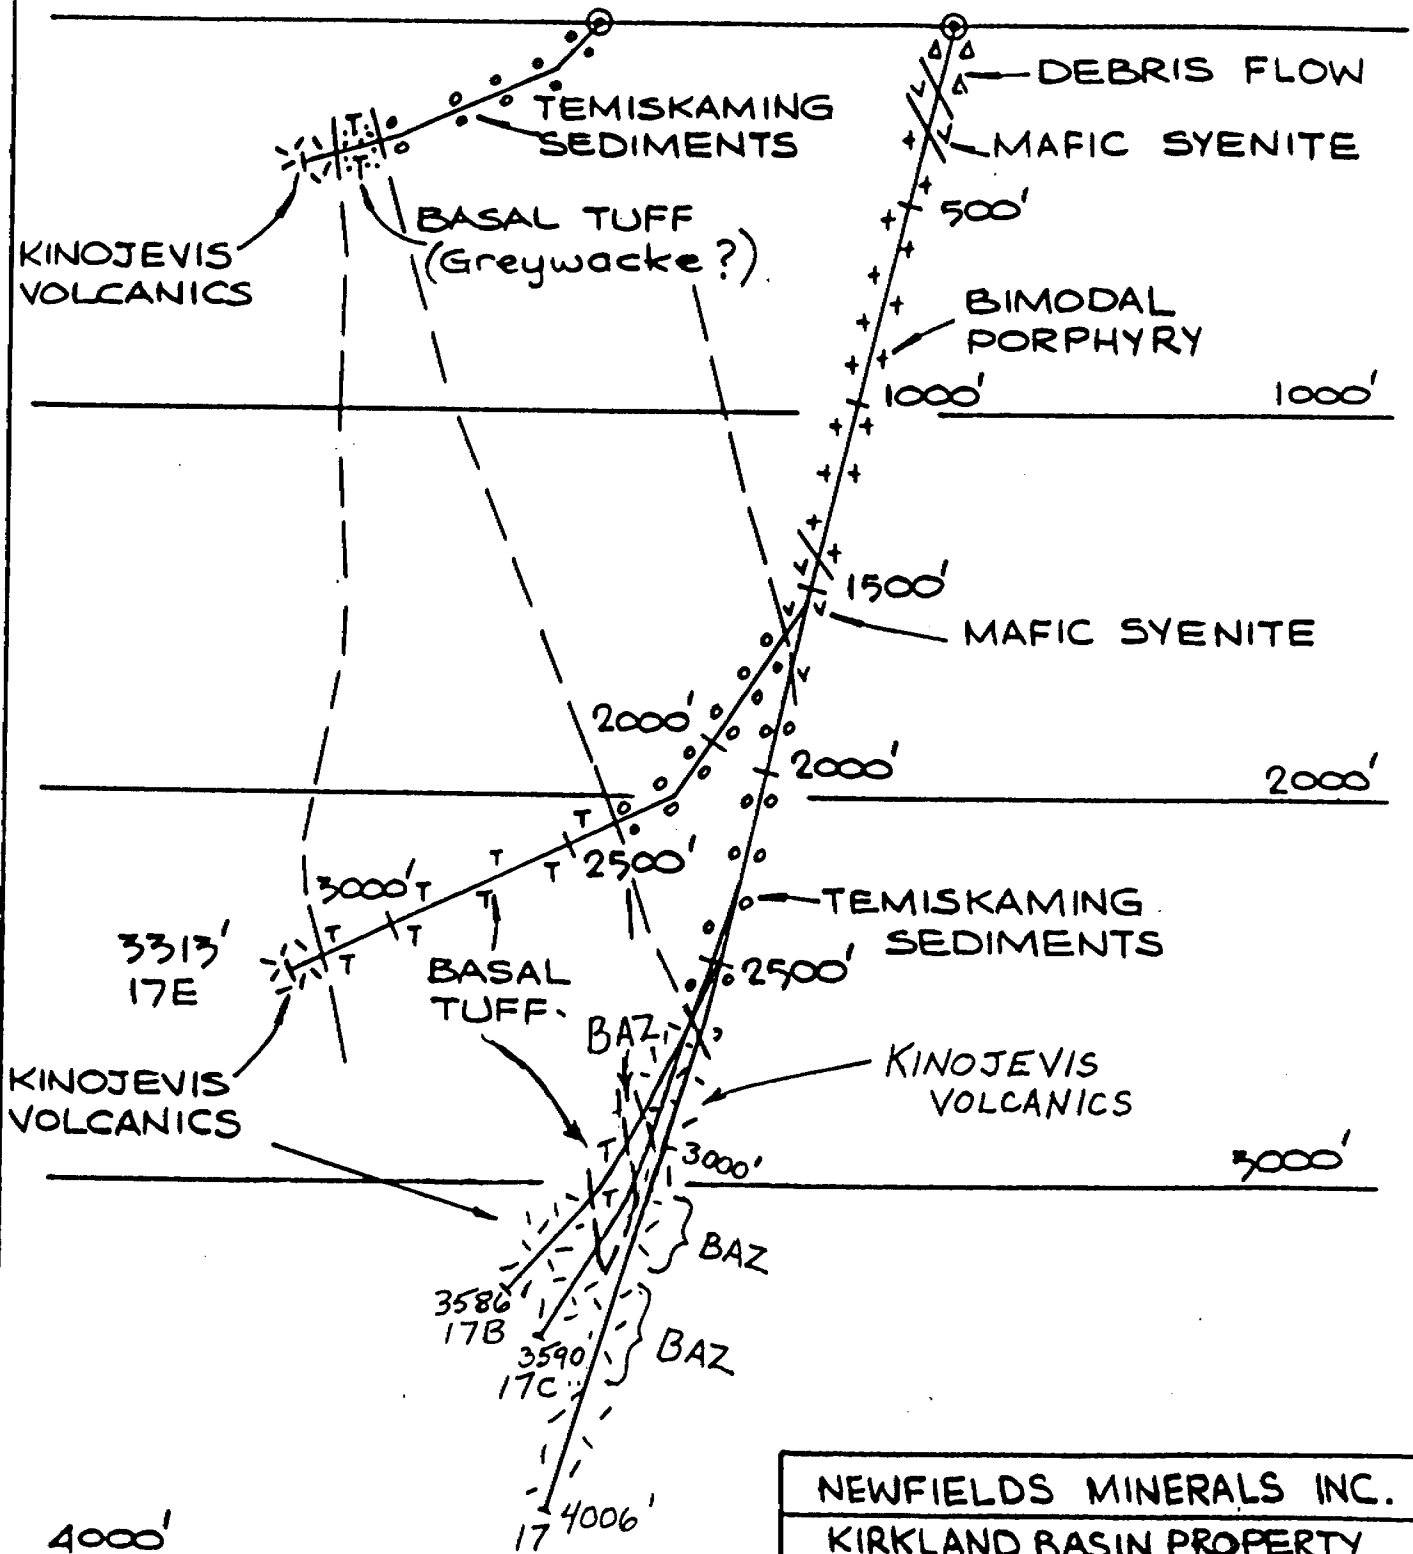 DEBRIS FLOW
TEMISKAMING
SEDIMENTS
MAFIC SYENITE
500'
BASAL TUFF
(Greywacke?)
KINOJEVIS
VOLCANICS
BIMODAL
PORPHYRY
1000'
1000'
1500'
MAFIC SYENITE
2000'
2000'
2000'
2500'
3000'
TEMISKAMING
SEDIMENTS
3313'
17E
BASAL
TUFF
2500'
BAZ
KINOJEVIS
VOLCANICS
KINOJEVIS
VOLCANICS
3000'
3000'
BAZ
3586
17B
3590
17C
BAZ
4006'
17
4000'
NEWFIELDS MINERALS INC.
KIRKLAND BASIN PROPERTY